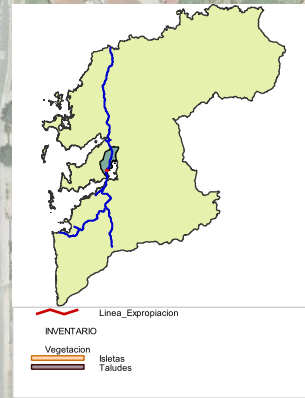 Linea_Expropiacion
INVENTARIO
Vegetacion
Isletas
Taludes